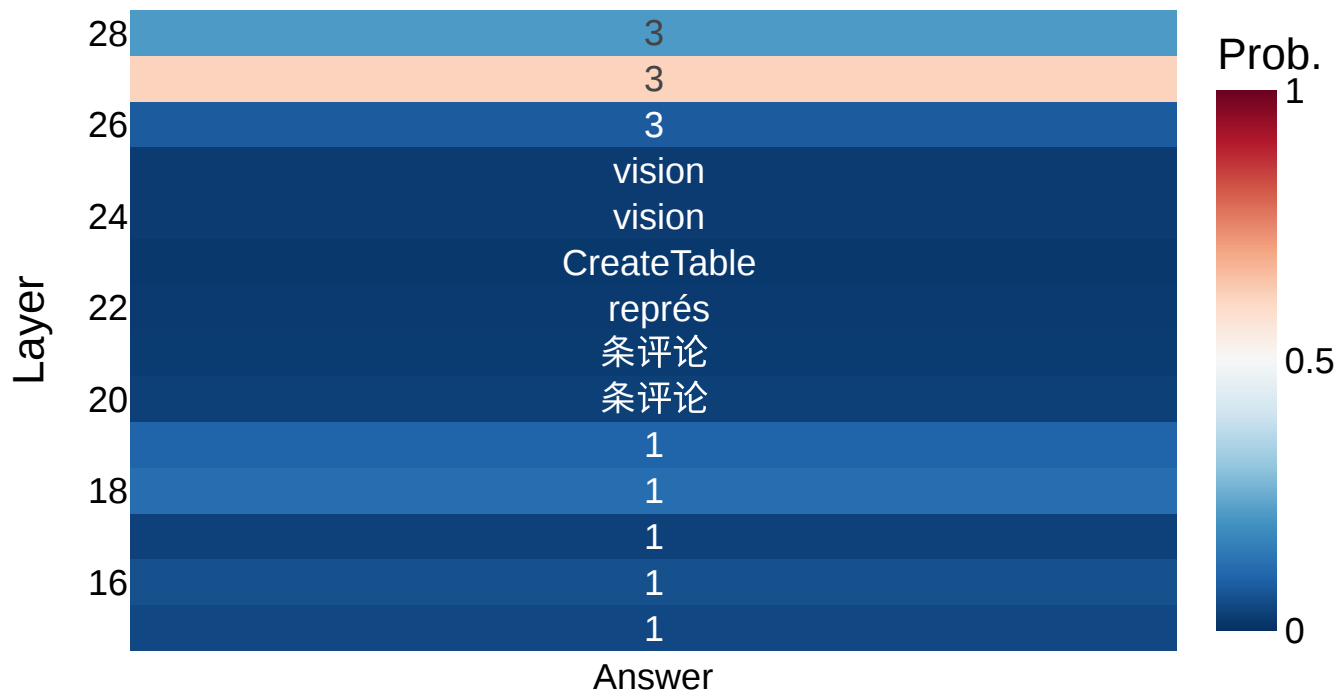 28 3
3
26 3
vision
24 vision
CreateTable
22 représ
条评论
20 条评论
1
18 1
1
16 1
1
Layer
Answer
Prob.
1
0.5
0